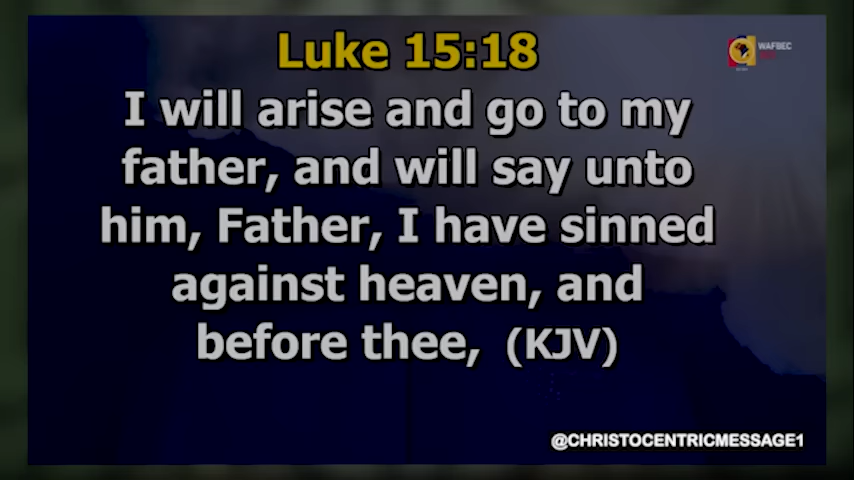 Luke 15:18
WAFBEC
I will arise and go to my
father, and will say unto
him, Father, I have sinned
against heaven, and
before thee, (KJV)
@CHRISTOCENTRICMESSAGE1